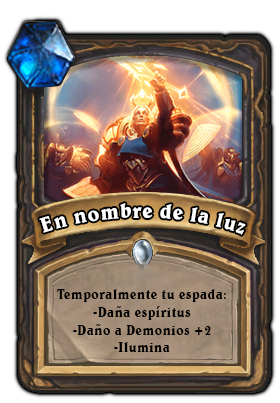 En nombre de la luz
Temporalmente tu espada:
-Daña espíritus
-Daño a Demonios +2
-Ilumina